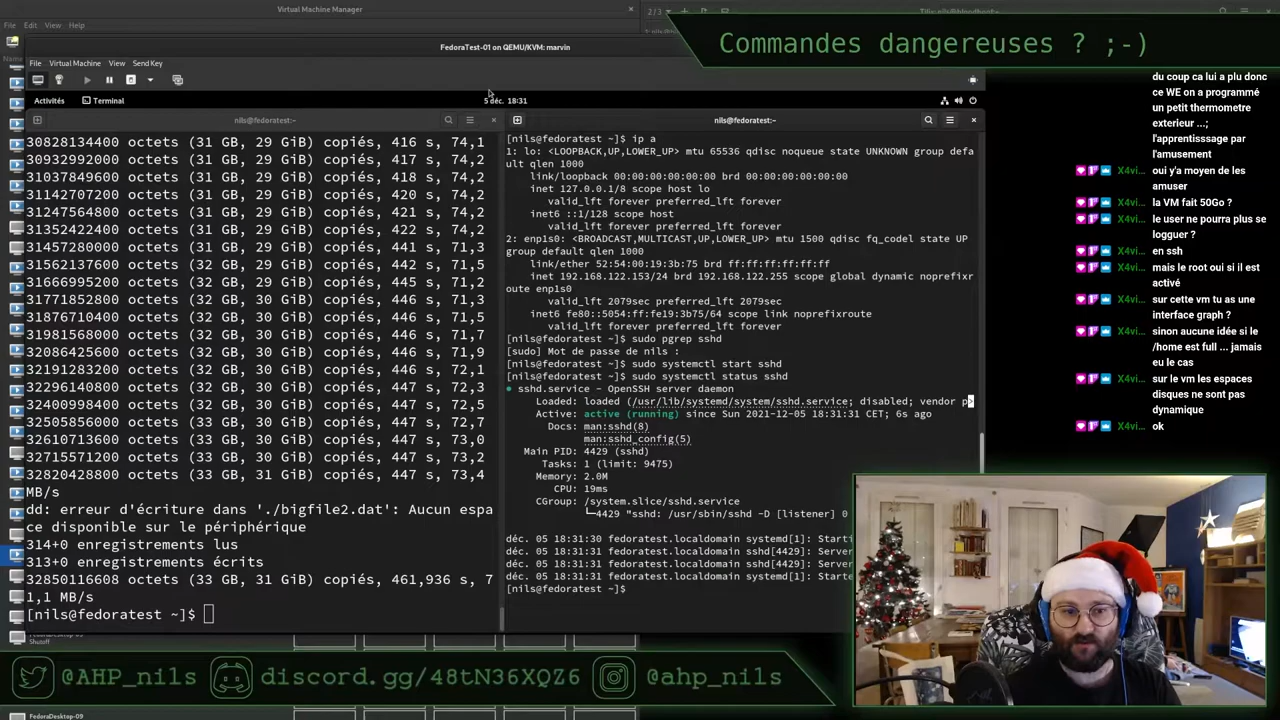 Virtual Machine Manager
File Edit View Help
2/3
Commandes dangereuses ? ;-)
FedoraTest-01 on QEMU/KVM: marvin
File Virtual Machine View Send Key
Activités Terminal 5 déc. 18:31
nils@fedoratest:~
30828134400 octets (31 GB, 29 GiB) copiés, 416 s, 74,1
30932992000 octets (31 GB, 29 GiB) copiés, 417 s, 74,2
31037849600 octets (31 GB, 29 GiB) copiés, 418 s, 74,2
31142707200 octets (31 GB, 29 GiB) copiés, 420 s, 74,2
31247564800 octets (31 GB, 29 GiB) copiés, 421 s, 74,2
31352422400 octets (31 GB, 29 GiB) copiés,
31457280000 octets (31 GB, 29 GiB) copiés, 441 s, 71,3
31562137600 octets (32 GB, 29 GiB) copiés,
31666995200 octets (32 GB, 29 GiB) copiés, 445 s, 71,2
31771852800 octets (32 GB, 30 GiB) copiés, 446 s, 71,3
31876710400 octets (32 GB, 30 GiB) copiés, 446 s, 71,5
31981568000 octets (32 GB, 30 GiB) copiés, 446 s, 71,7
32086425600 octets (32 GB, 30 GiB) copiés, 446 s, 71,9
32191283200 octets (32 GB, 30 GiB) copiés,
32296140800 octets (32 GB, 30 GiB) copiés, 447 s, 72,3
32400998400 octets (32 GB, 30 GiB) copiés,
32505856000 octets (33 GB, 30 GiB) copiés, 447 s, 72,7
32610713600 octets (33 GB, 30 GiB) copiés, 447 s, 73,0
32715571200 octets (33 GB, 30 GiB) copiés, 447 s, 73,2
32820428800 octets (33 GB, 31 GiB) copiés, 447 s, 73,4
MB/s
dd: erreur d'écriture dans './bigfile2.dat': Aucun espa
ce disponible sur le périphérique
314+0 enregistrements lus
313+0 enregistrements écrits
32850116608 octets (33 GB, 31 GiB) copiés, 461,936 s, 7
1,1 MB/s
[nils@fedoratest ~]$
nils@fedoratest:~
[nils@fedoratest ~]$ ip a
1: lo: <LOOPBACK,UP,LOWER_UP> mtu 65536 qdisc noqueue state UNKNOWN group defa
ult qlen 1000
link/loopback 00:00:00:00:00:00 brd 00:00:00:00:00:00
inet 127.0.0.1/8 scope host lo
valid_lft forever preferred_lft forever
inet6 ::1/128 scope host
valid_lft forever preferred_lft forever
2: enp1s0: <BROADCAST,MULTICAST,UP,LOWER_UP> mtu 1500 qdisc fq_codel state UP
group default qlen 1000
link/ether 52:54:00:19:3b:75 brd ff:ff:ff:ff:ff:ff
inet 192.168.122.153/24 brd 192.168.122.255 scope global dynamic noprefixr
oute enp1s0
valid_lft 2079sec preferred_lft 2079sec
inet6 fe80::5054:ff:fe19:3b75/64 scope link noprefixroute
valid_lft forever preferred_lft forever
[nils@fedoratest ~]$ sudo pgrep sshd
[sudo] Mot de passe de nils :
[nils@fedoratest ~]$ sudo systemctl start sshd
[nils@fedoratest ~]$ sudo systemctl status sshd
● sshd.service - OpenSSH server daemon
Loaded: loaded (/usr/lib/systemd/system/sshd.service; disabled; vendor p>
Active: active (running) since Sun 2021-12-05 18:31:31 CET; 6s ago
Docs: man:sshd(8)
man:sshd_config(5)
Main PID: 4429 (sshd)
Tasks: 1 (limit: 9475)
Memory: 2.0M
CPU: 19ms
CGroup: /system.slice/sshd.service
└─4429 "sshd: /usr/sbin/sshd -D [listener] 0
déc. 05 18:31:30 fedoratest.localdomain systemd[1]: Starti
déc. 05 18:31:31 fedoratest.localdomain sshd[4429]: Server
déc. 05 18:31:31 fedoratest.localdomain sshd[4429]: Server
déc. 05 18:31:31 fedoratest.localdomain systemd[1]: Starte
[nils@fedoratest ~]$
du coup ca lui a plu donc
ce WE on a programmé
un petit thermometre
exterieur ...;
l'apprentisssage par
l'amusement
X4vi... oui y'a moyen de les
amuser
X4vi... la VM fait 50Go ?
X4vi... le user ne pourra plus se
logguer ?
X4vi... en ssh
X4vi... mais le root oui si il est
activé
X4vi... sur cette vm tu as une
interface graph ?
X4vi... sinon aucune idée si le
/home est full ... jamais
eu le cas
X4vi... sur le vm les espaces
disques sont pas
dynamique
X4vi... ok
Shutoff
@AHP_nils discord.gg/48tN36XQZ6 @ahp_nils
FedoraDesktop-09